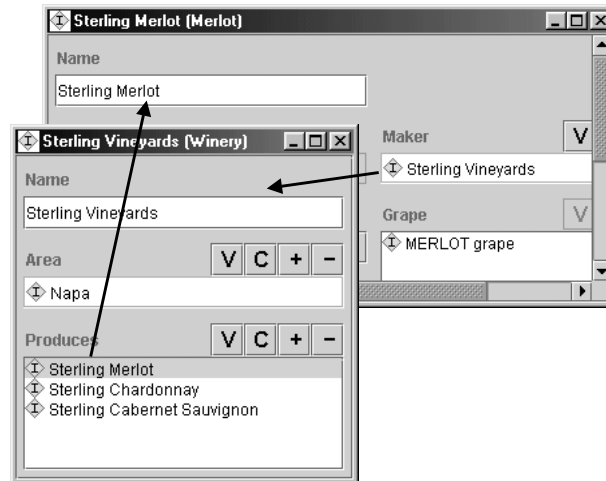 Sterling Merlot (Merlot)
Name
Sterling Merlot
Maker
V
Sterling Vineyards
Grape
V
MERLOT grape
Sterling Vineyards (Winery)
Name
Sterling Vineyards
Area
V C + −
Napa
Produces
V C + −
Sterling Merlot
Sterling Chardonnay
Sterling Cabernet Sauvignon